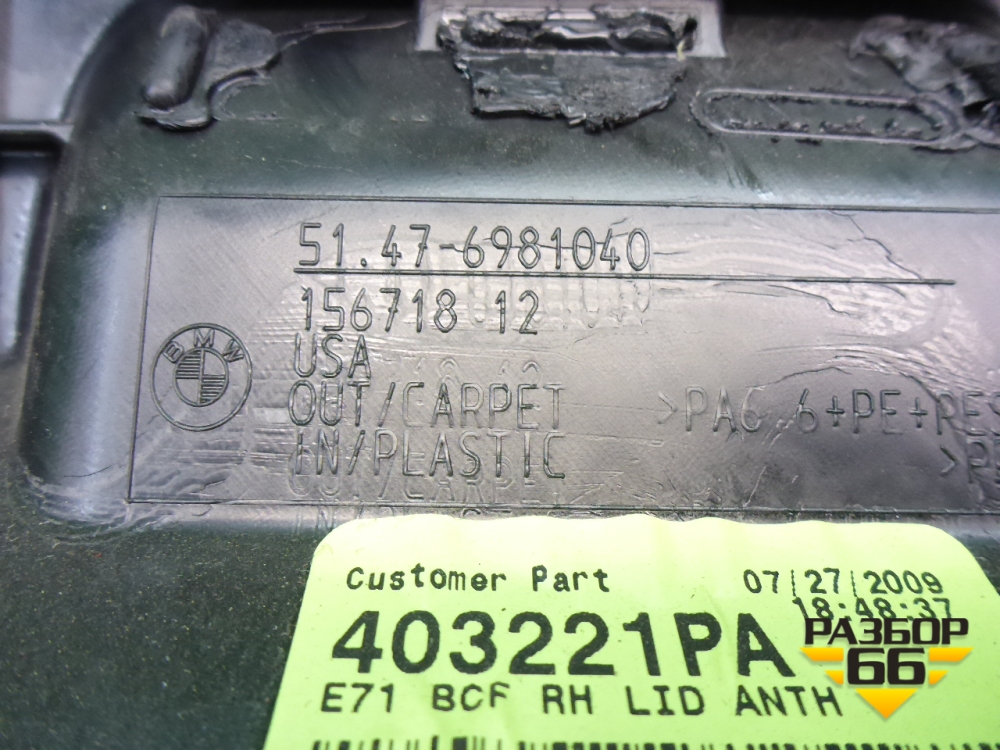 51.47-6981040
156718 12
USA
OUT/CARPET
IN/PLASTIC
>PA6 6+PE+RES
BMW
Customer Part
07/27/2009
18:48:37
403221PA
E71 BCF RH LID ANTH
РАЗБОР
66